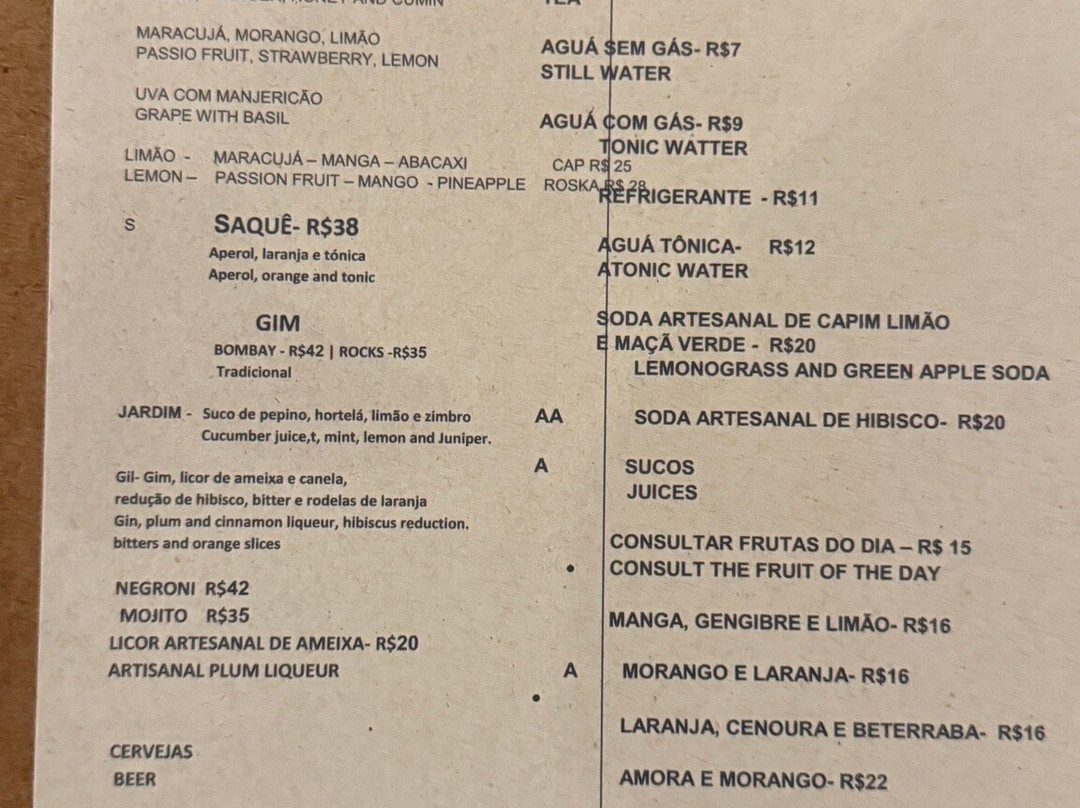 HONEY AND CUMIN
MARACUJÁ, MORANGO, LIMÃO
PASSIO FRUIT, STRAWBERRY, LEMON
UVA COM MANJERICÃO
GRAPE WITH BASIL
LIMÃO - MARACUJÁ – MANGA – ABACAXI CAP R$ 25
LEMON – PASSION FRUIT – MANGO - PINEAPPLE ROSKA R$ 28
S SAQUÊ- R$38
Aperol, laranja e tónica
Aperol, orange and tonic
GIM
BOMBAY - R$42 | ROCKS -R$35
Tradicional
JARDIM - Suco de pepino, hortelá, limão e zimbro
Cucumber juice,t, mint, lemon and Juniper.
Gil- Gim, licor de ameixa e canela,
redução de hibisco, bitter e rodelas de laranja
Gin, plum and cinnamon liqueur, hibiscus reduction.
bitters and orange slices
NEGRONI R$42
MOJITO R$35
LICOR ARTESANAL DE AMEIXA- R$20
ARTISANAL PLUM LIQUEUR
CERVEJAS
BEER
TEA
AGUÁ SEM GÁS- R$7
STILL WATER
AGUÁ COM GÁS- R$9
TONIC WATTER
REFRIGERANTE - R$11
AGUÁ TÔNICA- R$12
ATONIC WATER
SODA ARTESANAL DE CAPIM LIMÃO
E MAÇÃ VERDE - R$20
LEMONOGRASS AND GREEN APPLE SODA
AA SODA ARTESANAL DE HIBISCO- R$20
A SUCOS
JUICES
CONSULTAR FRUTAS DO DIA – R$ 15
• CONSULT THE FRUIT OF THE DAY
MANGA, GENGIBRE E LIMÃO- R$16
A MORANGO E LARANJA- R$16
•
LARANJA, CENOURA E BETERRABA- R$16
AMORA E MORANGO- R$22